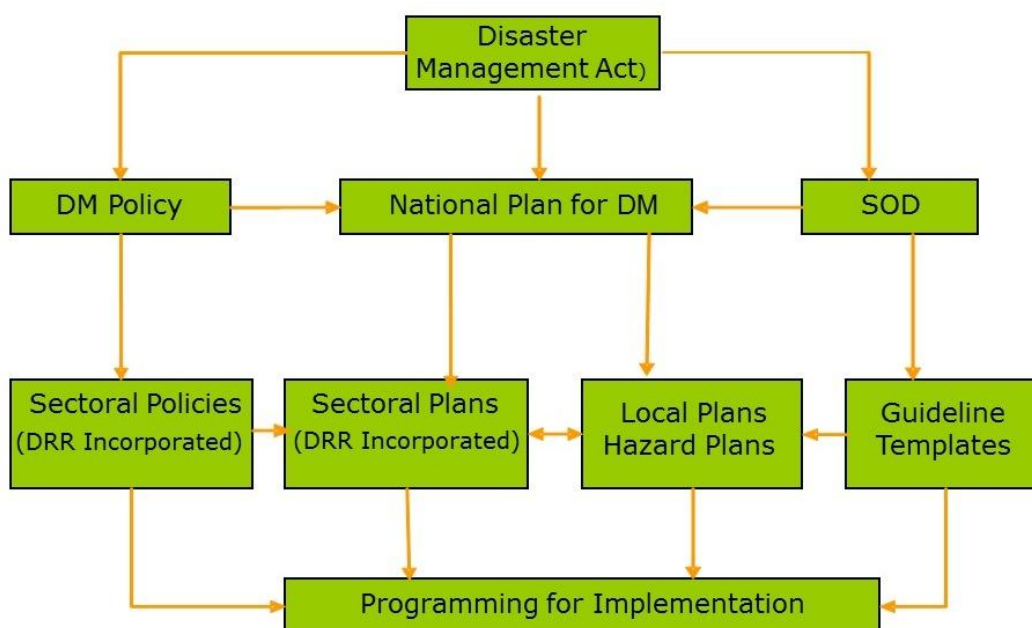 Disaster
Management Act)
DM Policy
National Plan for DM
SOD
Sectoral Policies
(DRR Incorporated)
Sectoral Plans
(DRR Incorporated)
Local Plans
Hazard Plans
Guideline
Templates
Programming for Implementation